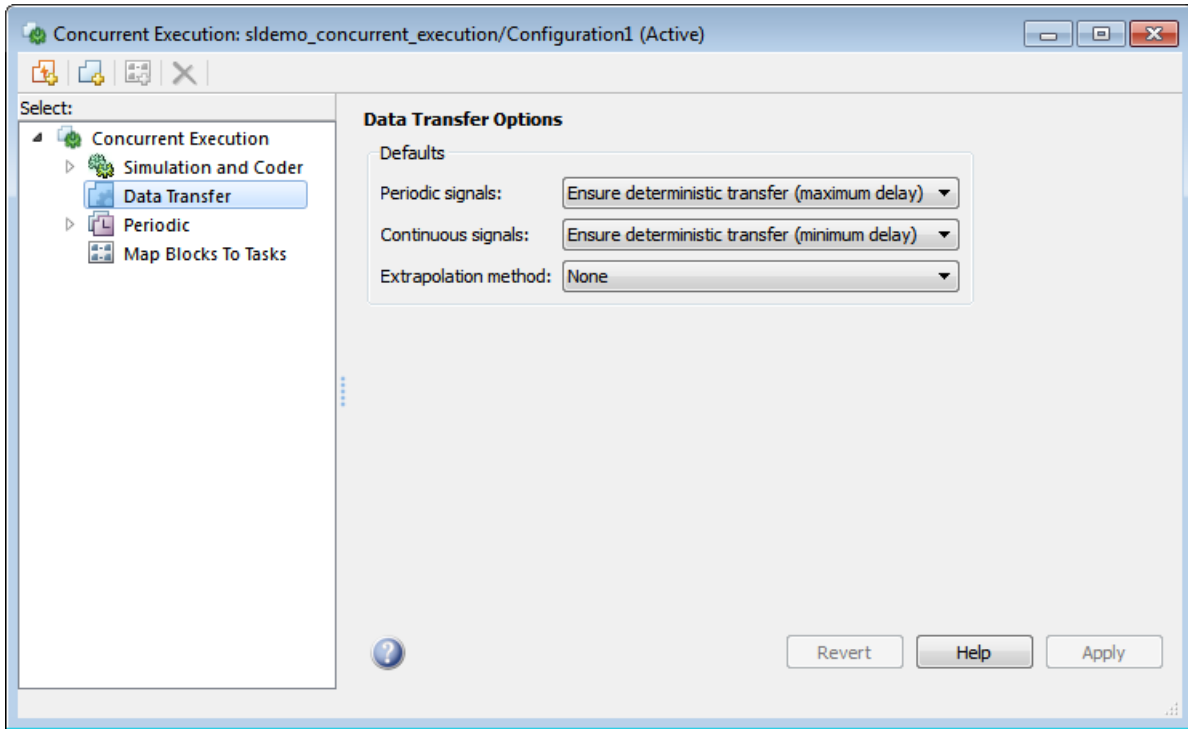 Concurrent Execution: sldemo_concurrent_execution/Configuration1 (Active)
Select:
Concurrent Execution
Simulation and Coder
Data Transfer
Periodic
Map Blocks To Tasks
Data Transfer Options
Defaults
Periodic signals: Ensure deterministic transfer (maximum delay)
Continuous signals: Ensure deterministic transfer (minimum delay)
Extrapolation method: None
Revert Help Apply